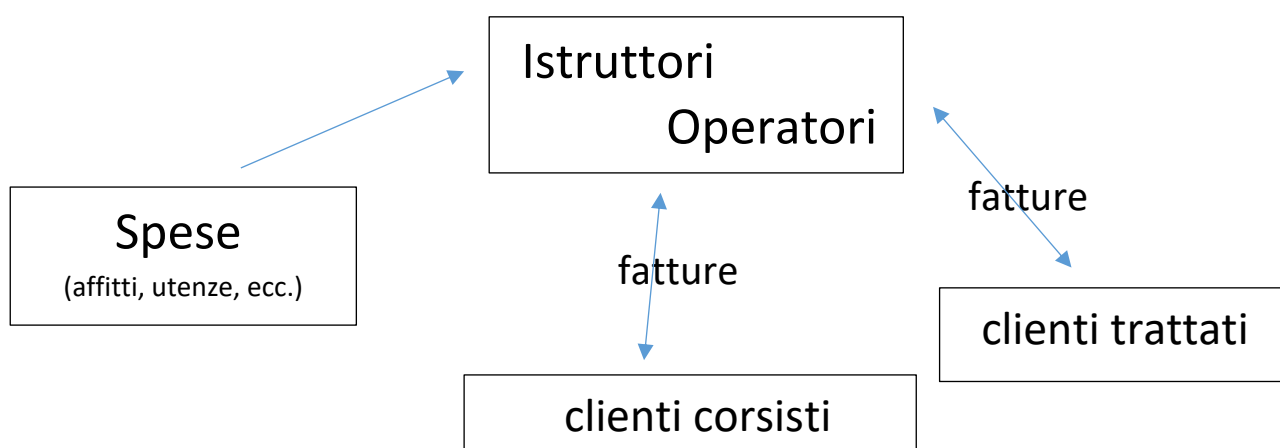 Istruttori
Operatori
Spese
(affitti, utenze, ecc.)
fatture
fatture
clienti trattati
clienti corsisti